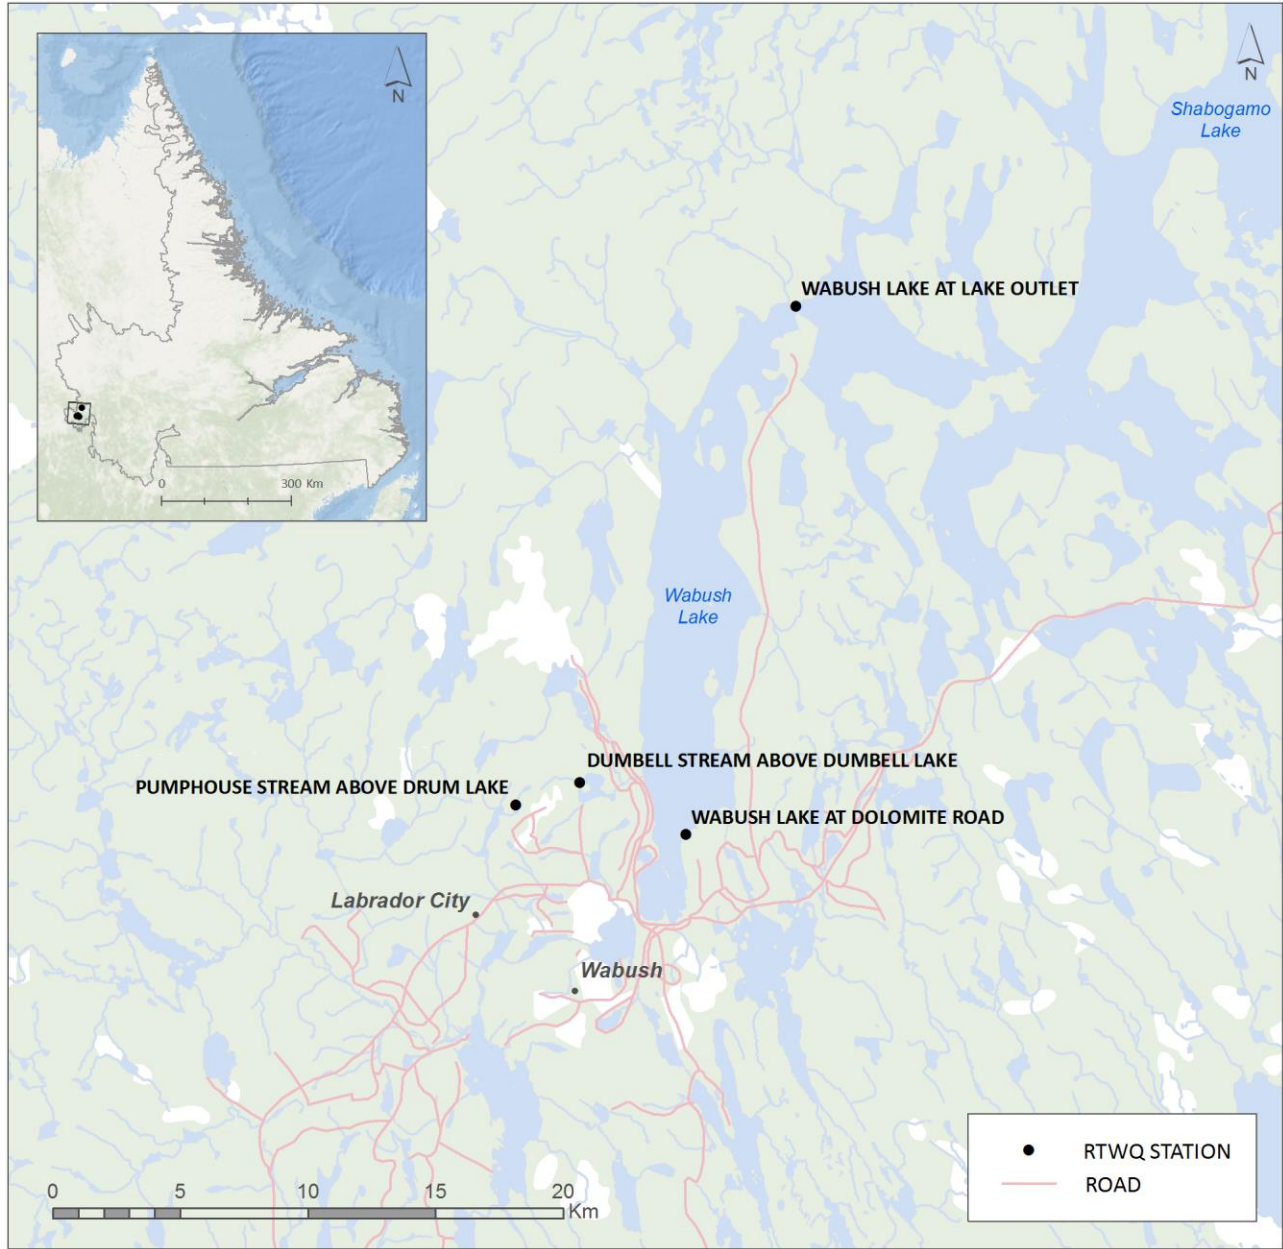 N
N
Shabogamo
Lake
WABUSH LAKE AT LAKE OUTLET
0 300 Km
Wabush
Lake
DUMBELL STREAM ABOVE DUMBELL LAKE
PUMPHOUSE STREAM ABOVE DRUM LAKE
WABUSH LAKE AT DOLOMITE ROAD
Labrador City
Wabush
RTWQ STATION
ROAD
0 5 10 15 20
Km